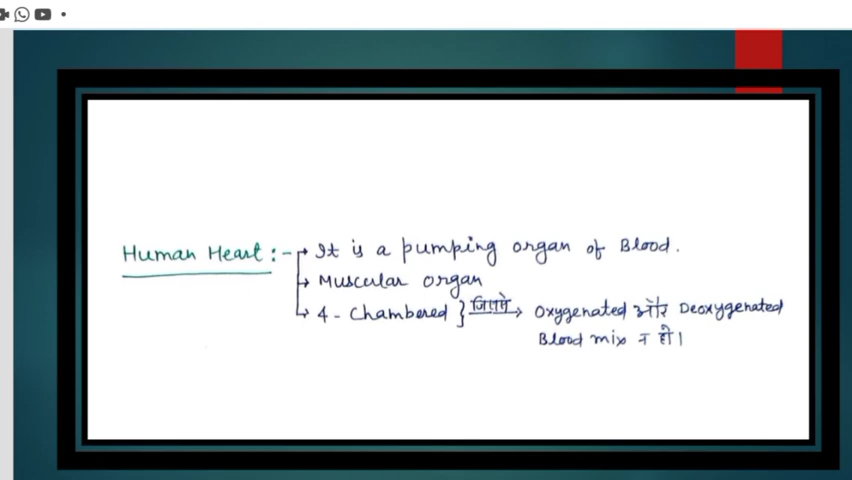 Human Heart :- → It is a pumping organ of Blood.
→ Muscular organ
→ 4 - Chambered } जिससे → Oxygenated और Deoxygenated
Blood mix न हो।